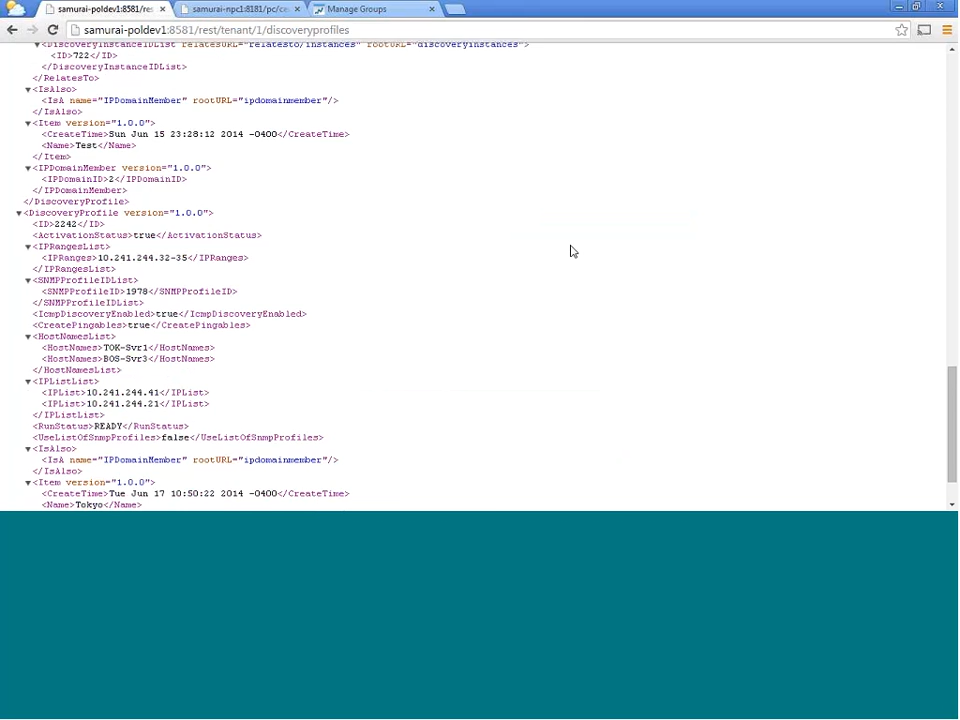 samurai-poldev1:8581/res
samurai-npc1:8181/pc/ce
Manage Groups
samurai-poldev1:8581/rest/tenant/1/discoveryprofiles
<DiscoveryInstanceIDList relatesURL="relatesto/instances" rootURL="discoveryinstances">
<ID>722</ID>
</DiscoveryInstanceIDList>
</RelatesTo>
<IsAlso>
<IsA name="IPDomainMember" rootURL="ipdomainmember"/>
</IsAlso>
<Item version="1.0.0">
<CreateTime>Sun Jun 15 23:28:12 2014 -0400</CreateTime>
<Name>Test</Name>
</Item>
<IPDomainMember version="1.0.0">
<IPDomainID>2</IPDomainID>
</IPDomainMember>
</DiscoveryProfile>
<DiscoveryProfile version="1.0.0">
<ID>2242</ID>
<ActivationStatus>true</ActivationStatus>
<IPRangesList>
<IPRanges>10.241.244.32-35</IPRanges>
</IPRangesList>
<SNMPProfileIDList>
<SNMPProfileID>1978</SNMPProfileID>
</SNMPProfileIDList>
<IcmpDiscoveryEnabled>true</IcmpDiscoveryEnabled>
<CreatePingables>true</CreatePingables>
<HostNamesList>
<HostNames>TOK-Svr1</HostNames>
<HostNames>BOS-Svr3</HostNames>
</HostNamesList>
<IPListList>
<IPList>10.241.244.41</IPList>
<IPList>10.241.244.21</IPList>
</IPListList>
<RunStatus>READY</RunStatus>
<UseListOfSnmpProfiles>false</UseListOfSnmpProfiles>
<IsAlso>
<IsA name="IPDomainMember" rootURL="ipdomainmember"/>
</IsAlso>
<Item version="1.0.0">
<CreateTime>Tue Jun 17 10:50:22 2014 -0400</CreateTime>
<Name>Tokyo</Name>